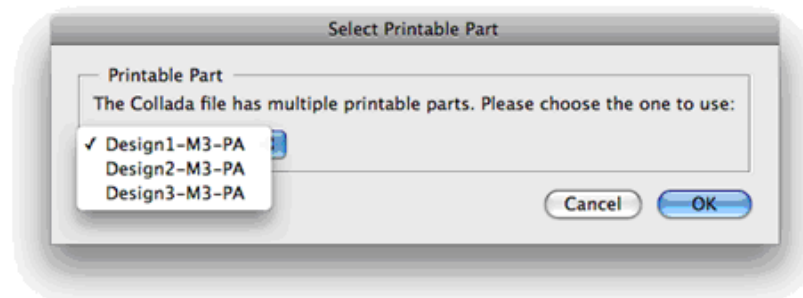 Select Printable Part
Printable Part
The Collada file has multiple printable parts. Please choose the one to use:
✓ Design1-M3-PA
Design2-M3-PA
Design3-M3-PA
Cancel
OK